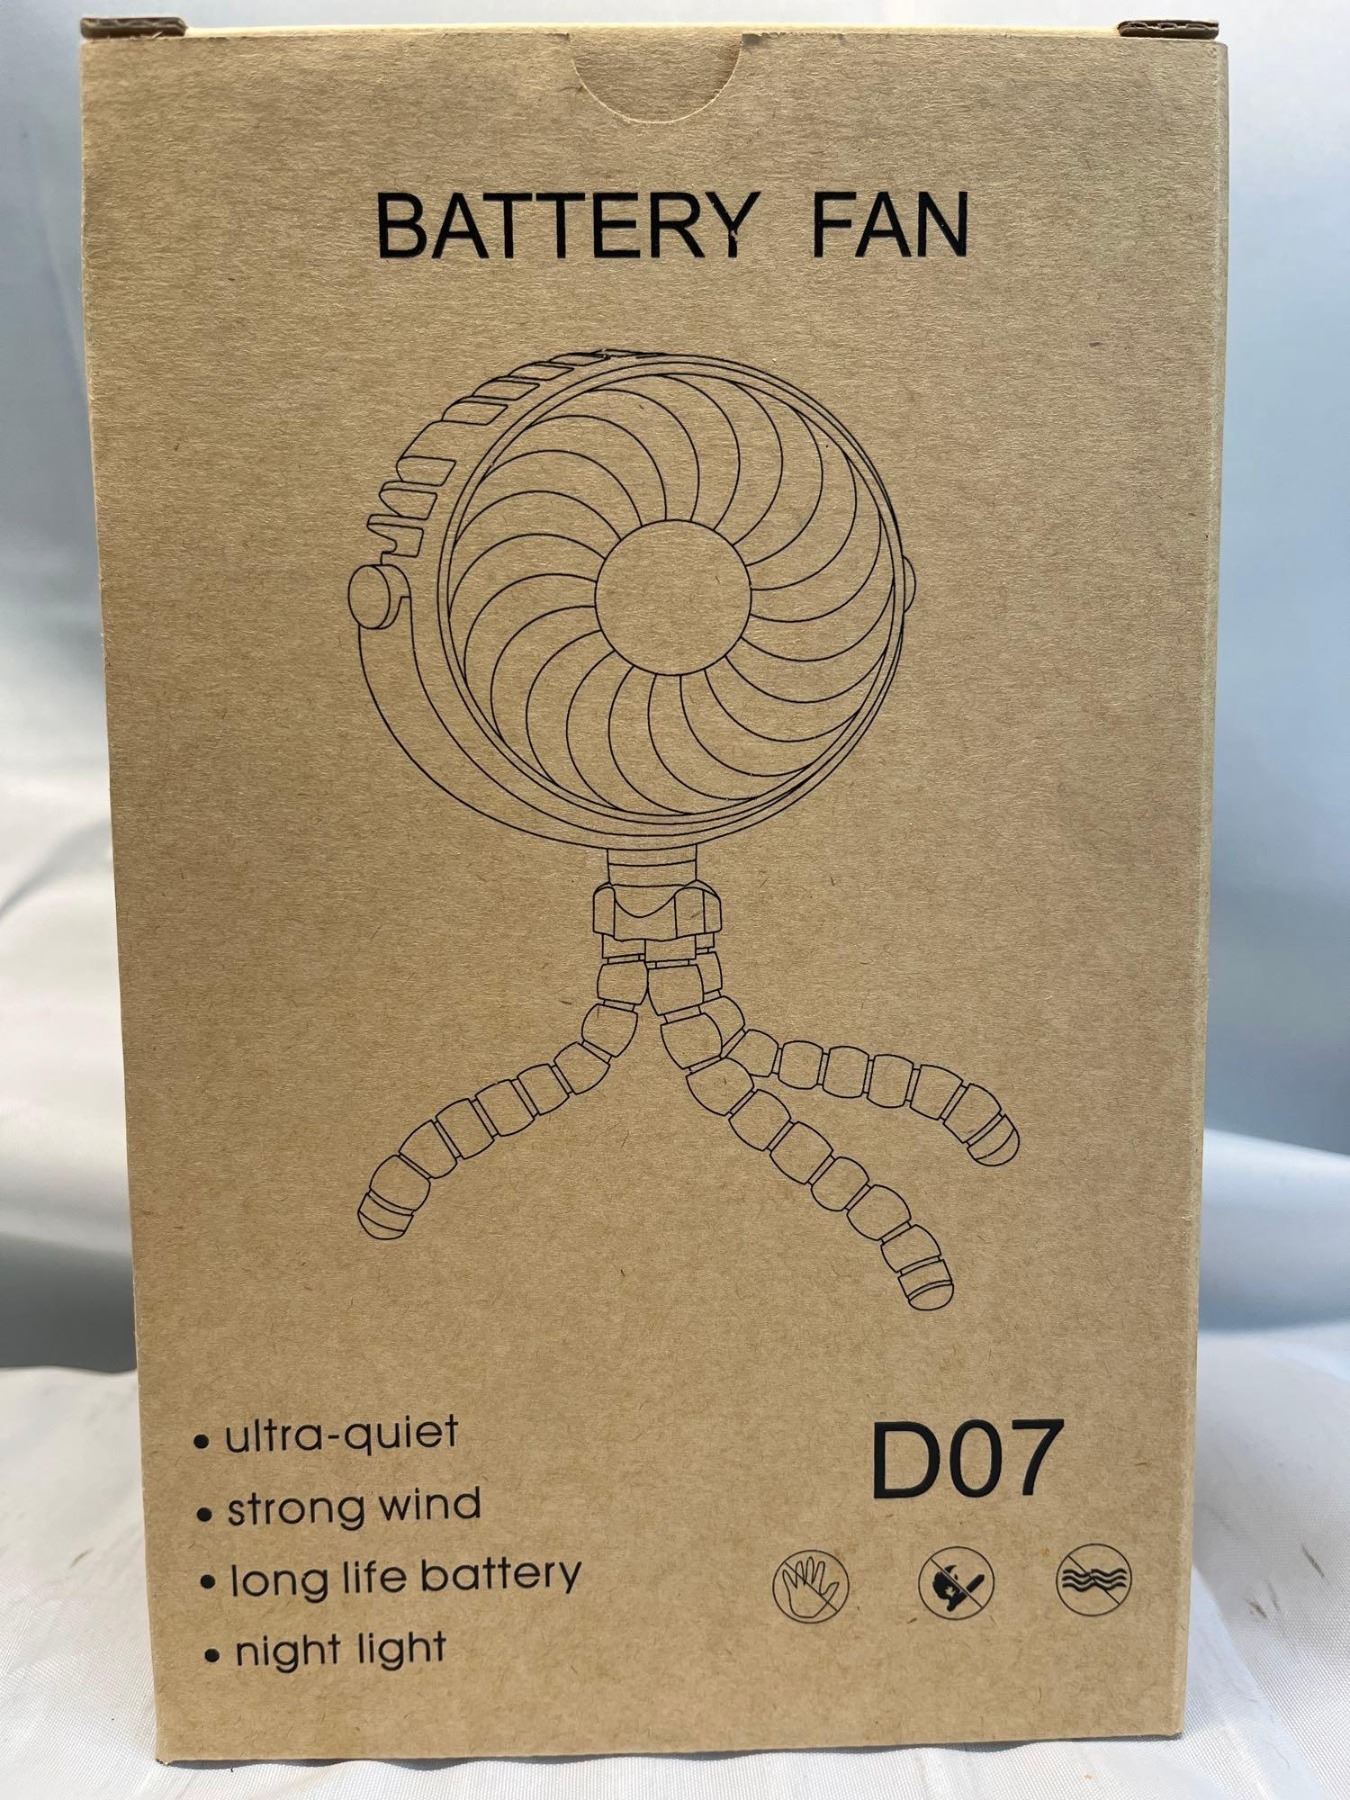 BATTERY FAN
• ultra-quiet
• strong wind
• long life battery
• night light
D07